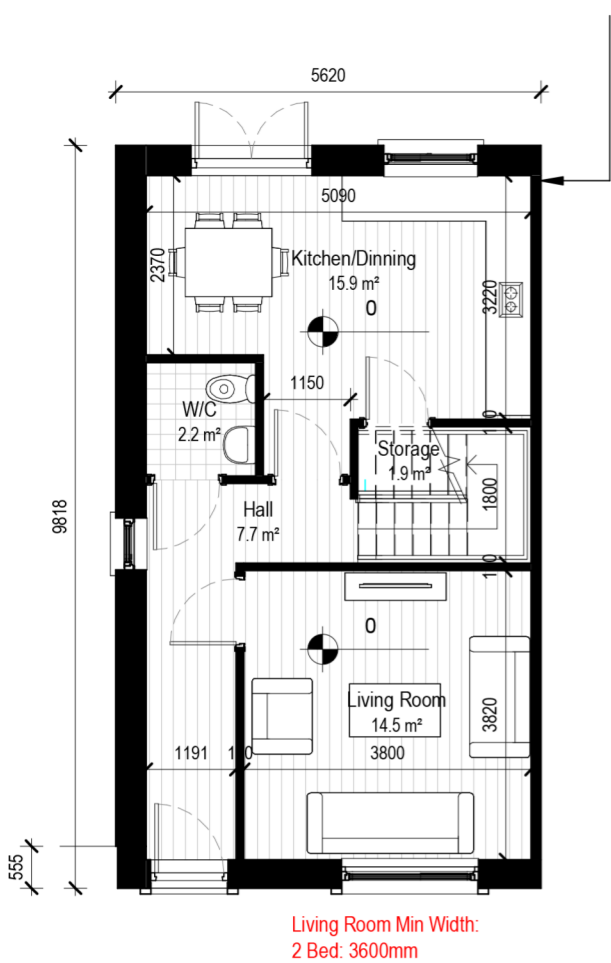 5620
5090
2370
Kitchen/Dinning
15.9 m²
3220
0
1150
W/C
2.2 m²
Storage
1.9 m²
1800
Hall
7.7 m²
9818
0
Living Room
14.5 m²
3820
1191
3800
555
Living Room Min Width:
2 Bed: 3600mm